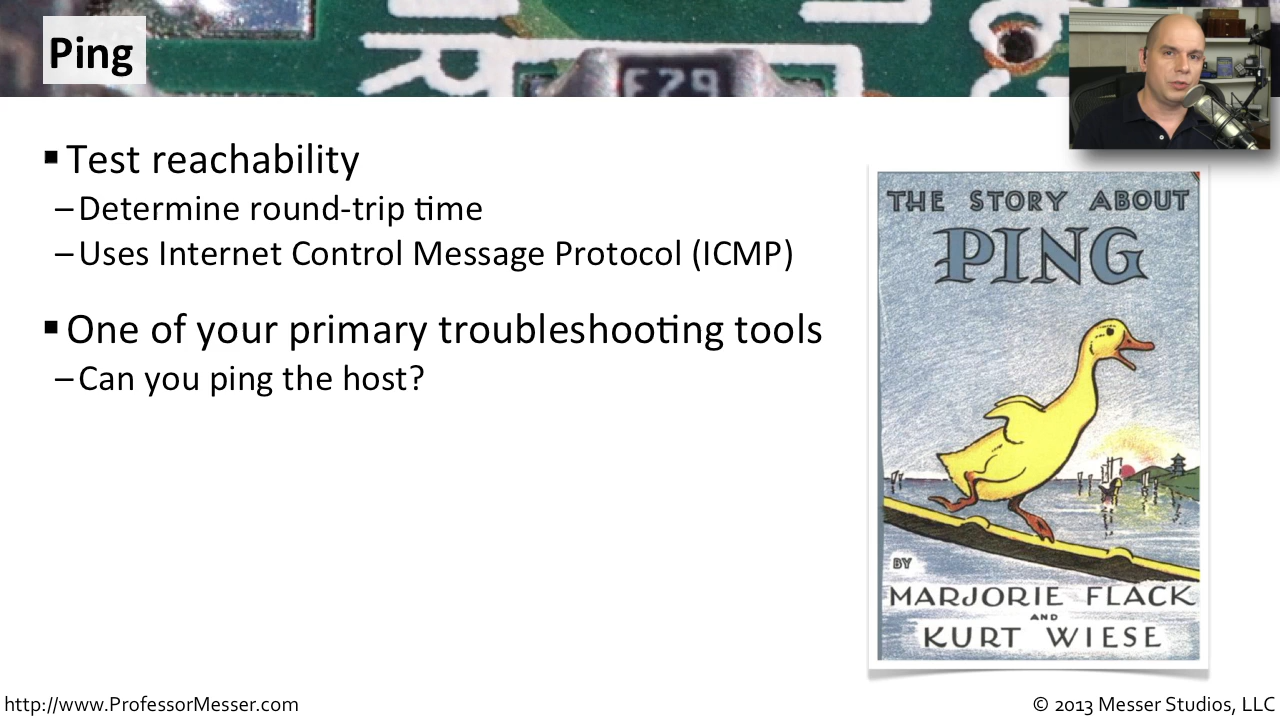 Ping
▪ Test reachability
– Determine round-trip time
– Uses Internet Control Message Protocol (ICMP)
▪ One of your primary troubleshooting tools
– Can you ping the host?
THE STORY ABOUT
PING
BY
MARJORIE FLACK
AND
KURT WIESE
http://www.ProfessorMesser.com
© 2013 Messer Studios, LLC